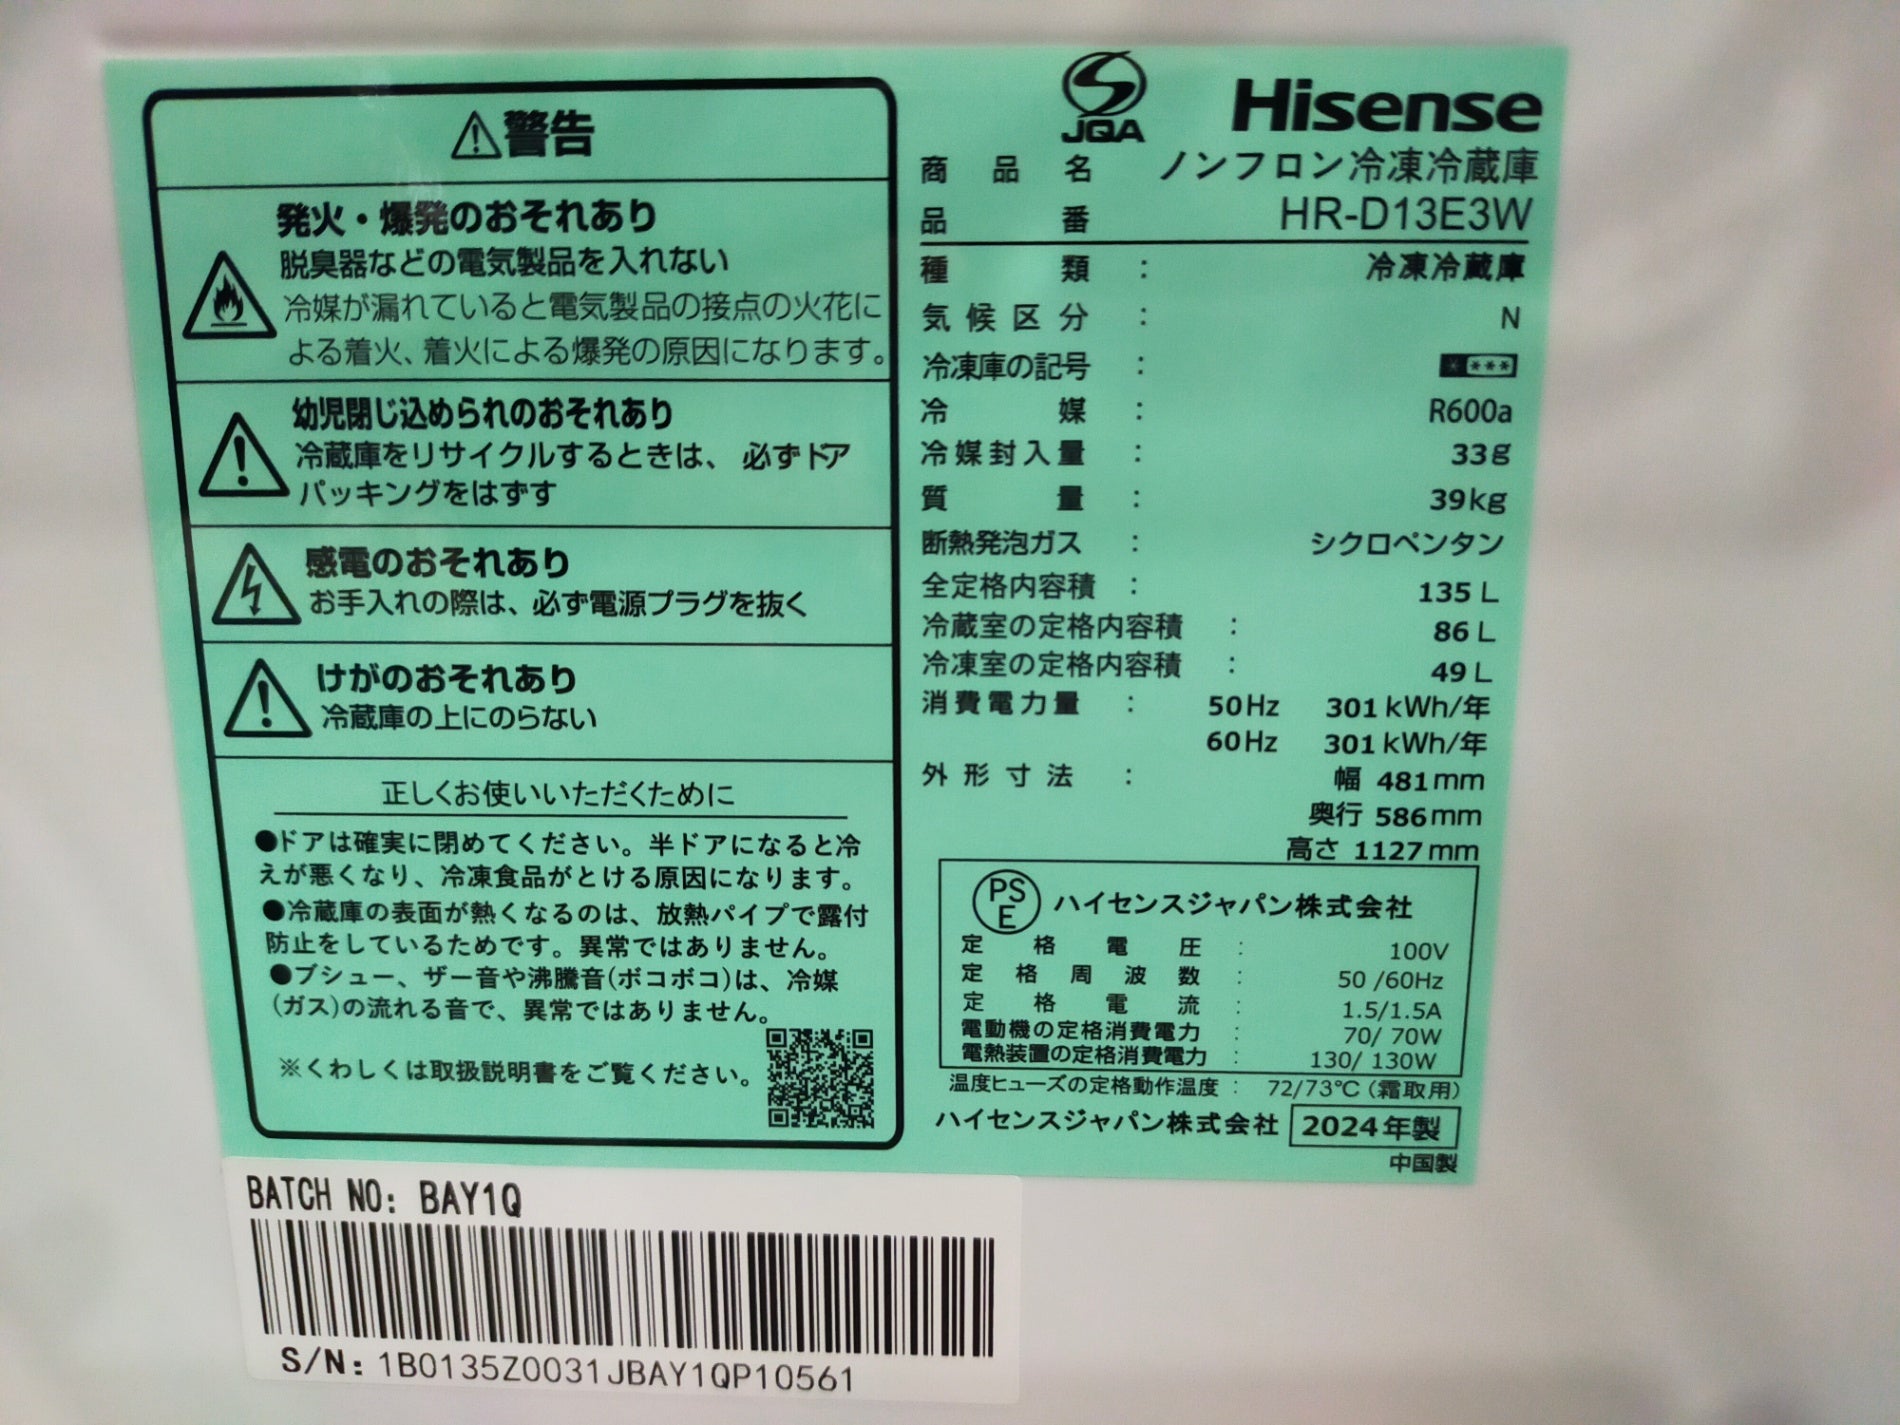 ⚠警告
発火・爆発のおそれあり
脱臭器などの電気製品を入れない
冷媒が漏れていると電気製品の接点の火花に
よる着火、着火による爆発の原因になります。
幼児閉じ込められのおそれあり
冷蔵庫をリサイクルするときは、必ずドア
パッキングをはずす
感電のおそれあり
お手入れの際は、必ず電源プラグを抜く
けがのおそれあり
冷蔵庫の上にのらない
正しくお使いいただくために
●ドアは確実に閉めてください。半ドアになると冷
えが悪くなり、冷凍食品がとける原因になります。
●冷蔵庫の表面が熱くなるのは、放熱パイプで露付
防止をしているためです。異常ではありません。
●ブシュー、ザー音や沸騰音(ボコボコ)は、冷媒
(ガス)の流れる音で、異常ではありません。
※くわしくは取扱説明書をご覧ください。
JQA
Hisense
商品名 ノンフロン冷凍冷蔵庫
品番 HR-D13E3W
種類 : 冷凍冷蔵庫
気候区分 : N
冷凍庫の記号 : ****
冷媒 : R600a
冷媒封入量 : 33g
質量 : 39kg
断熱発泡ガス : シクロペンタン
全定格内容積 : 135 L
冷蔵室の定格内容積 : 86 L
冷凍室の定格内容積 : 49 L
消費電力量 : 50Hz 301 kWh/年
60Hz 301 kWh/年
外形寸法 : 幅 481mm
奥行 586mm
高さ 1127mm
PSE ハイセンスジャパン株式会社
定格電圧 : 100V
定格周波数 : 50 /60Hz
定格電流 : 1.5/1.5A
電動機の定格消費電力 : 70/ 70W
電熱装置の定格消費電力 : 130/ 130W
温度ヒューズの定格動作温度 : 72/73℃(霜取用)
ハイセンスジャパン株式会社 2024年製
中国製
BATCH NO: BAY1Q
S/N: 1B0135Z0031JBAY1QP10561